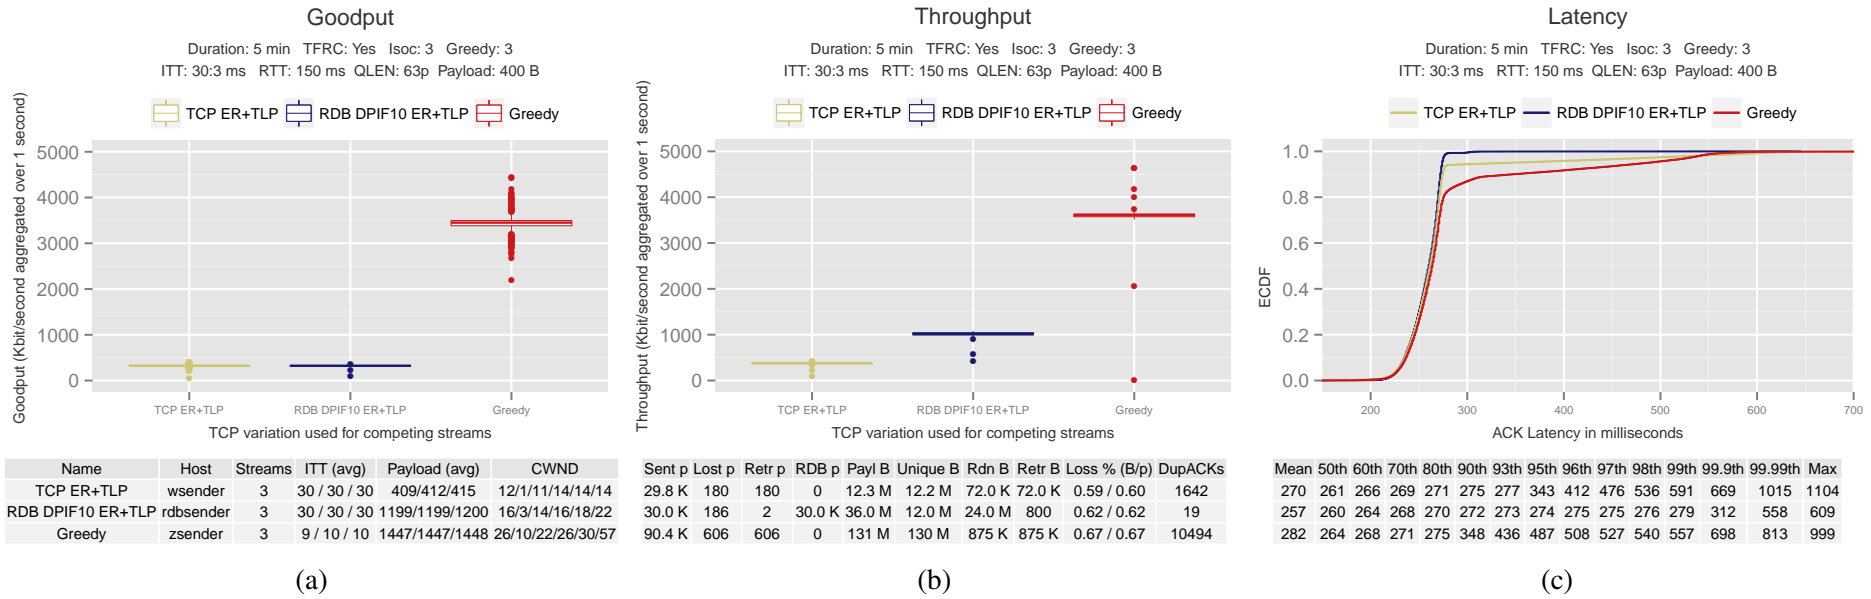 Goodput
Duration: 5 min TFRC: Yes Isoc: 3 Greedy: 3
ITT: 30:3 ms RTT: 150 ms QLEN: 63p Payload: 400 B
TCP ER+TLP RDB DPIF10 ER+TLP Greedy
Goodput (Kbit/second aggregated over 1 second)
5000
4000
3000
2000
1000
0
TCP ER+TLP RDB DPIF10 ER+TLP Greedy
TCP variation used for competing streams
Name Host Streams ITT (avg) Payload (avg) CWND
TCP ER+TLP wsender 3 30 / 30 / 30 409/412/415 12/1/11/14/14/14
RDB DPIF10 ER+TLP rdbsender 3 30 / 30 / 30 1199/1199/1200 16/3/14/16/18/22
Greedy zsender 3 9 / 10 / 10 1447/1447/1448 26/10/22/26/30/57
(a)
Throughput
Duration: 5 min TFRC: Yes Isoc: 3 Greedy: 3
ITT: 30:3 ms RTT: 150 ms QLEN: 63p Payload: 400 B
TCP ER+TLP RDB DPIF10 ER+TLP Greedy
Throughput (Kbit/second aggregated over 1 second)
5000
4000
3000
2000
1000
0
TCP ER+TLP RDB DPIF10 ER+TLP Greedy
TCP variation used for competing streams
Sent p Lost p Retr p RDB p Payl B Unique B Rdn B Retr B Loss % (B/p) DupACKs
29.8 K 180 180 0 12.3 M 12.2 M 72.0 K 72.0 K 0.59 / 0.60 1642
30.0 K 186 2 30.0 K 36.0 M 12.0 M 24.0 M 800 0.62 / 0.62 19
90.4 K 606 606 0 131 M 130 M 875 K 875 K 0.67 / 0.67 10494
(b)
Latency
Duration: 5 min TFRC: Yes Isoc: 3 Greedy: 3
ITT: 30:3 ms RTT: 150 ms QLEN: 63p Payload: 400 B
TCP ER+TLP RDB DPIF10 ER+TLP Greedy
ECDF
1.0
0.8
0.6
0.4
0.2
0.0
200 300 400 500 600 700
ACK Latency in milliseconds
Mean 50th 60th 70th 80th 90th 93th 95th 96th 97th 98th 99th 99.9th 99.99th Max
270 261 266 269 271 275 277 343 412 476 536 591 669 1015 1104
257 260 264 268 270 272 273 274 275 275 276 279 312 558 609
282 264 268 271 275 348 436 487 508 527 540 557 698 813 999
(c)